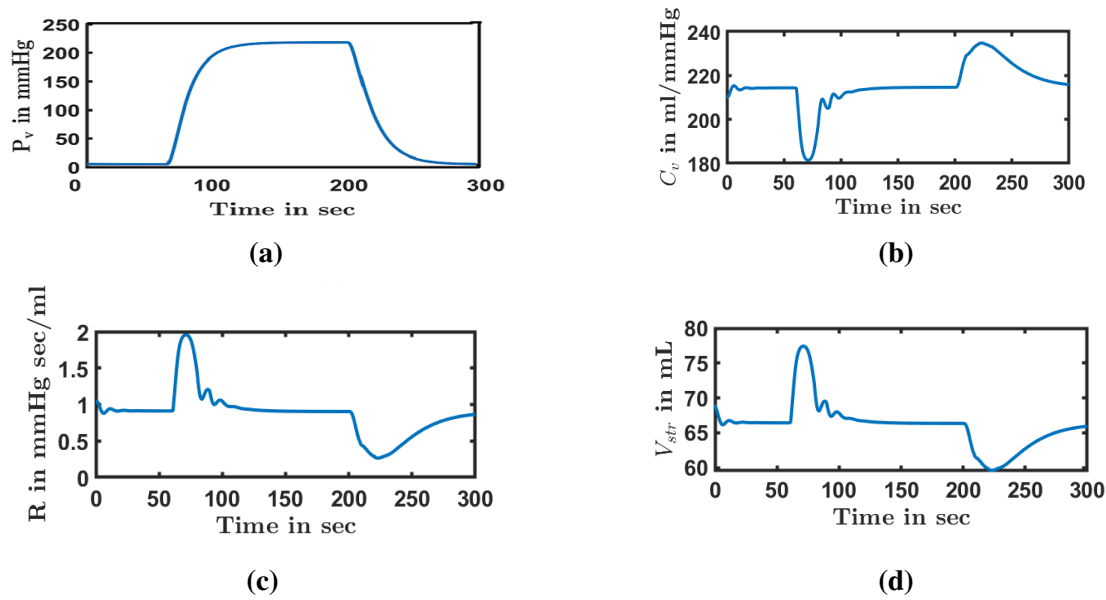 250
200
150
100
50
0
P_v in mmHg
0 100 200 300
Time in sec
(a)
240
220
200
180
C_v in ml/mmHg
0 50 100 150 200 250 300
Time in sec
(b)
2
1.5
1
0.5
0
R in mmHg sec/ml
0 50 100 150 200 250 300
Time in sec
(c)
80
75
70
65
60
V_str in mL
0 50 100 150 200 250 300
Time in sec
(d)